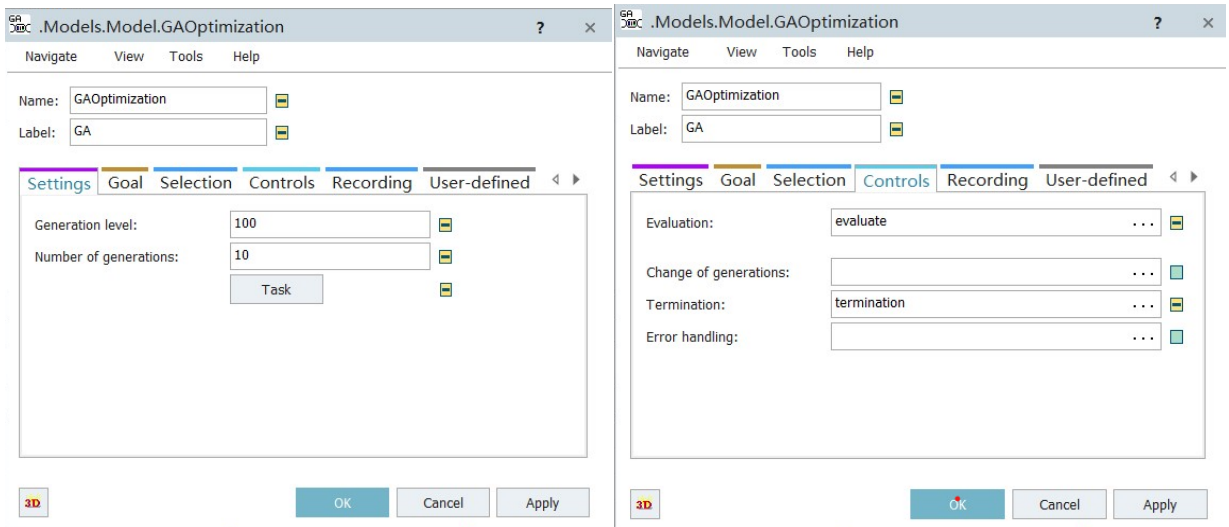 GA
.Models.Model.GAOptimization ? ×
Navigate View Tools Help
Name: GAOptimization
Label: GA
Settings Goal Selection Controls Recording User-defined
Generation level: 100
Number of generations: 10
Task
3D OK Cancel Apply
GA
.Models.Model.GAOptimization ? ×
Navigate View Tools Help
Name: GAOptimization
Label: GA
Settings Goal Selection Controls Recording User-defined
Evaluation: evaluate ...
Change of generations: ...
Termination: termination ...
Error handling: ...
3D OK Cancel Apply